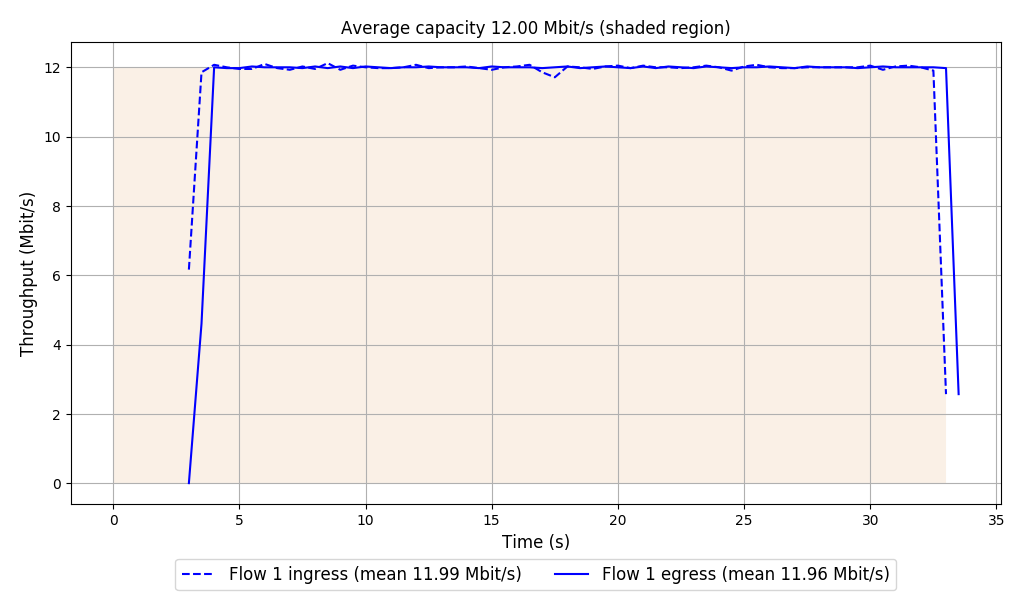 Average capacity 12.00 Mbit/s (shaded region)
Throughput (Mbit/s)
12
10
8
6
4
2
0
0 5 10 15 20 25 30 35
Time (s)
Flow 1 ingress (mean 11.99 Mbit/s) Flow 1 egress (mean 11.96 Mbit/s)